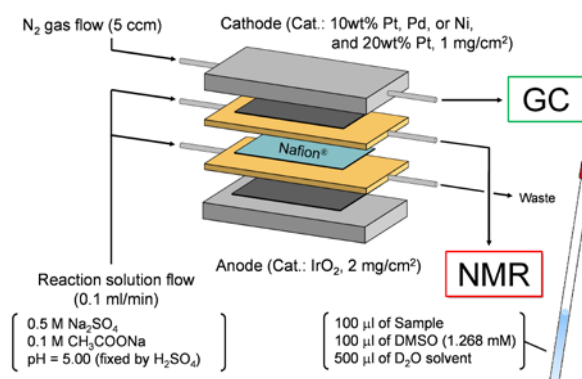 N₂ gas flow (5 ccm)
Cathode (Cat.: 10wt% Pt, Pd, or Ni,
and 20wt% Pt, 1 mg/cm²)
GC
Nafion®
Waste
Anode (Cat.: IrO₂, 2 mg/cm²)
NMR
Reaction solution flow
(0.1 ml/min)
0.5 M Na₂SO₄
0.1 M CH₃COONa
pH = 5.00 (fixed by H₂SO₄)
100 µl of Sample
100 µl of DMSO (1.268 mM)
500 µl of D₂O solvent